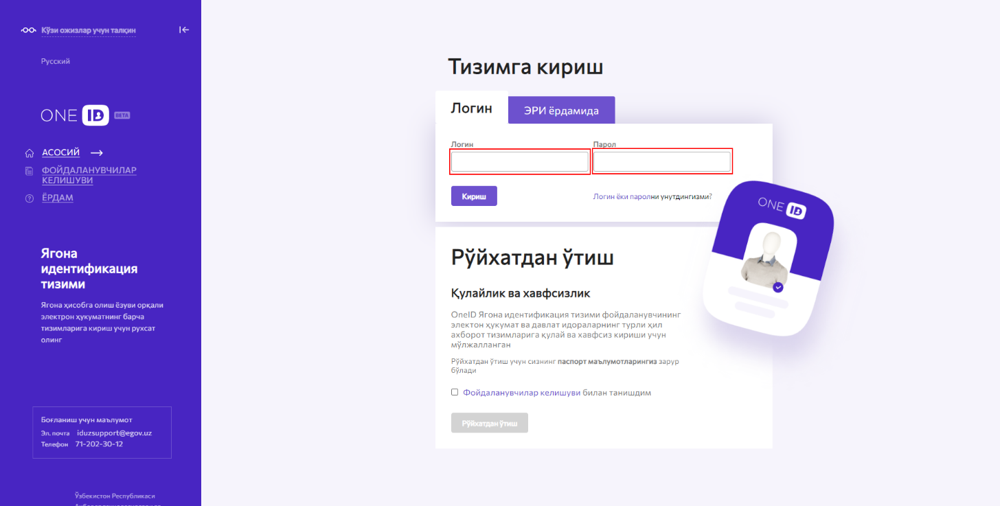 Кўзи ожизлар учун талқин
Русский
ONE ID BETA
АСОСИЙ
ФОЙДАЛАНУВЧИЛАР
КЕЛИШУВИ
ЁРДАМ
Ягона
идентификация
тизими
Ягона ҳисобга олиш ёзуви орқали
электрон ҳукуматнинг барча
тизимларига кириш учун рухсат
олинг
Боғланиш учун маълумот
Эл. почта iduzsupport@egov.uz
Телефон 71-202-30-12
Ўзбекистон Республикаси
Тизимга кириш
Логин
ЭРИ ёрдамида
Логин
Парол
Кириш
Логин ёки паролни унутдингизми?
ONE ID
Рўйхатдан ўтиш
Қулайлик ва хавфсизлик
OneID Ягона идентификация тизими фойдаланувчининг
электон ҳукумат ва давлат идораларнинг турли ҳил
ахборот тизимларига қулай ва хавфсиз кириши учун
мўлжалланган
Рўйхатдан ўтиш учун сизнинг паспорт маълумотларингиз зарур
бўлади
Фойдаланувчилар келишуви билан танишдим
Рўйхатдан ўтиш